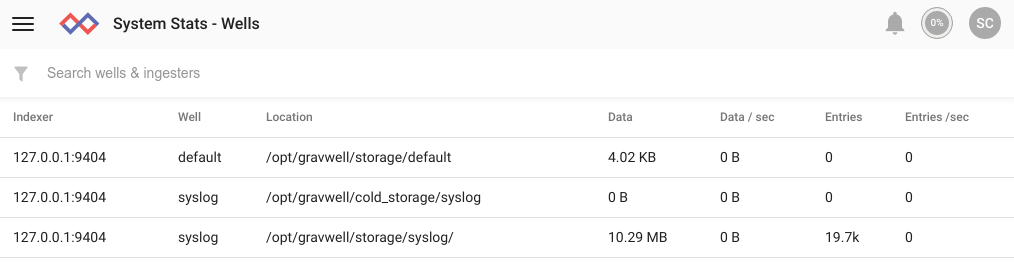 System Stats - Wells 0% SC
Search wells & ingesters
Indexer Well Location Data Data / sec Entries Entries /sec
127.0.0.1:9404 default /opt/gravwell/storage/default 4.02 KB 0 B 0 0
127.0.0.1:9404 syslog /opt/gravwell/cold_storage/syslog 0 B 0 B 0 0
127.0.0.1:9404 syslog /opt/gravwell/storage/syslog/ 10.29 MB 0 B 19.7k 0